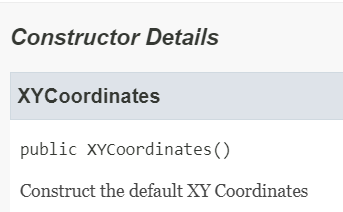 Constructor Details
XYCoordinates
public XYCoordinates()
Construct the default XY Coordinates